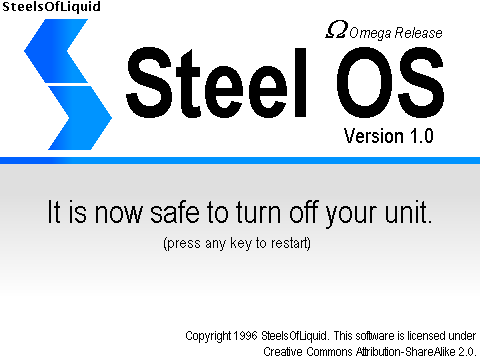 SteelsOfLiquid
Ω Omega Release
Steel OS
Version 1.0
It is now safe to turn off your unit.
(press any key to restart)
Copyright 1996 SteelsOfLiquid. This software is licensed under
Creative Commons Attribution-ShareAlike 2.0.